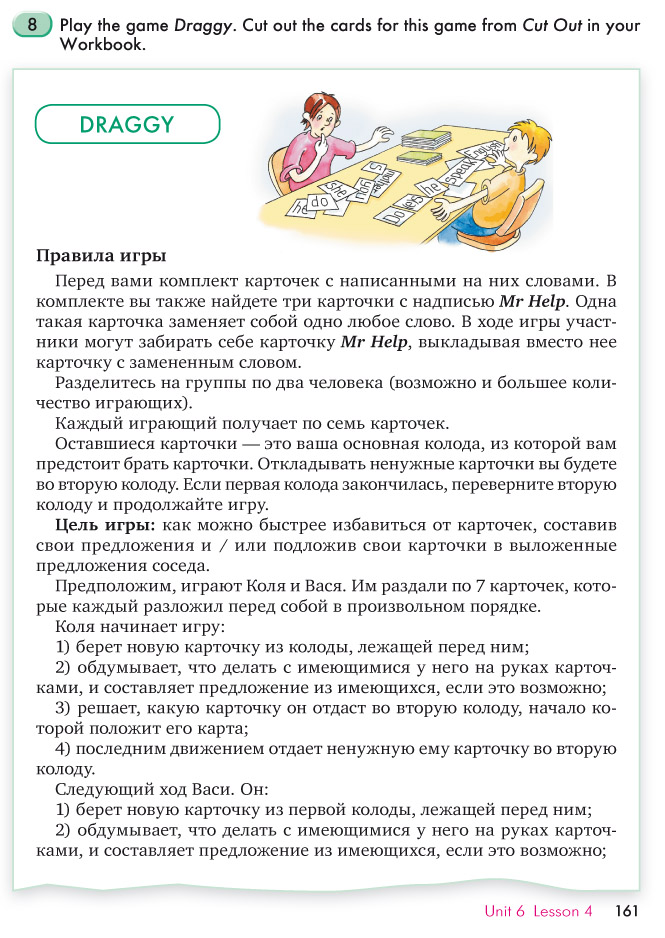 8 Play the game Draggy. Cut out the cards for this game from Cut Out in your
Workbook.
DRAGGY
is
mother
you
she
do
he
Do
you
he
speak
English
Правила игры
Перед вами комплект карточек с написанными на них словами. В
комплекте вы также найдете три карточки с надписью Mr Help. Одна
такая карточка заменяет собой одно любое слово. В ходе игры участ-
ники могут забирать себе карточку Mr Help, выкладывая вместо нее
карточку с замененным словом.
Разделитесь на группы по два человека (возможно и большее коли-
чество играющих).
Каждый играющий получает по семь карточек.
Оставшиеся карточки — это ваша основная колода, из которой вам
предстоит брать карточки. Откладывать ненужные карточки вы будете
во вторую колоду. Если первая колода закончилась, переверните вторую
колоду и продолжайте игру.
Цель игры: как можно быстрее избавиться от карточек, составив
свои предложения и / или подложив свои карточки в выложенные
предложения соседа.
Предположим, играют Коля и Вася. Им раздали по 7 карточек, кото-
рые каждый разложил перед собой в произвольном порядке.
Коля начинает игру:
1) берет новую карточку из колоды, лежащей перед ним;
2) обдумывает, что делать с имеющимися у него на руках карточ-
ками, и составляет предложение из имеющихся, если это возможно;
3) решает, какую карточку он отдаст во вторую колоду, начало ко-
торой положит его карта;
4) последним движением отдает ненужную ему карточку во вторую
колоду.
Следующий ход Васи. Он:
1) берет новую карточку из первой колоды, лежащей перед ним;
2) обдумывает, что делать с имеющимися у него на руках карточ-
ками, и составляет предложение из имеющихся, если это возможно;
Unit 6 Lesson 4 161